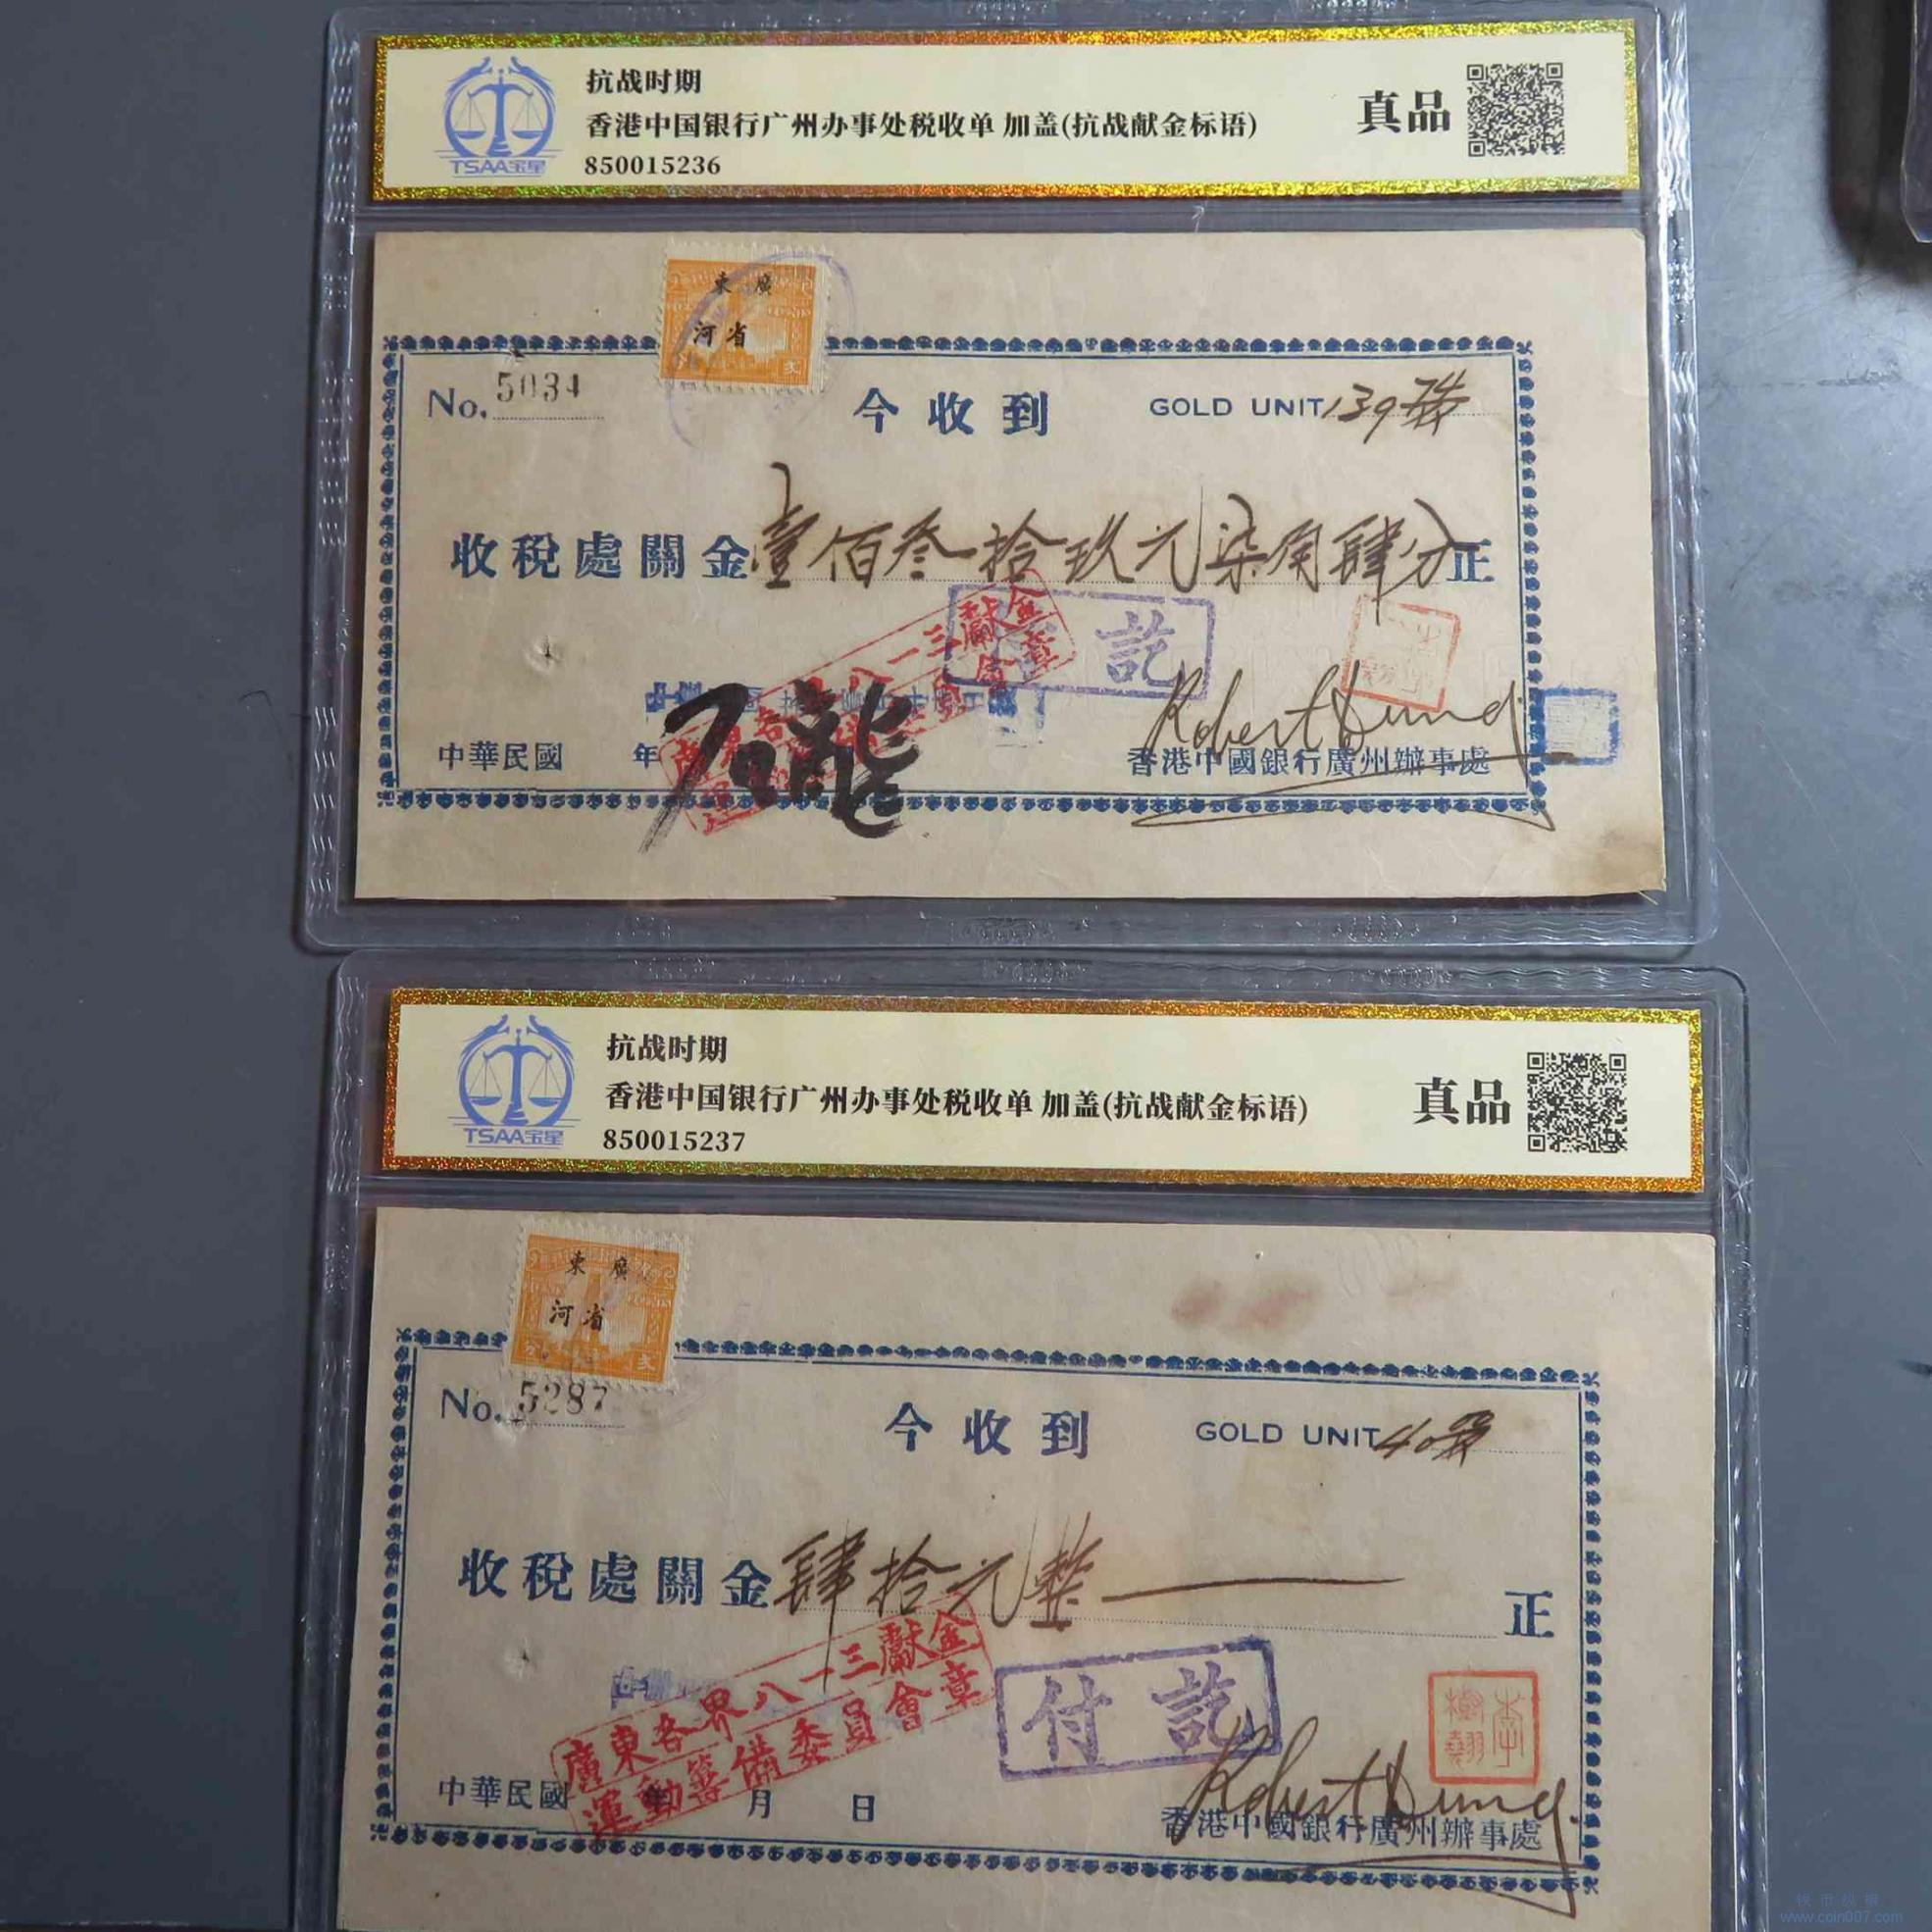 抗战时期
香港中国银行广州办事处税收单 加盖(抗战献金标语)
850015236
TSAA宝星
真品
廣東
省河
No. 5034
今收到
GOLD UNIT 139 74
收稅處關金壹佰叁拾玖元柒角肆分正
訖
八一三獻金
中華民國 年
石龍
Robert
香港中國銀行廣州辦事處
抗战时期
香港中国银行广州办事处税收单 加盖(抗战献金标语)
850015237
TSAA宝星
真品
廣東
省河
No. 5287
今收到
GOLD UNIT 40
收稅處關金肆拾元整正
廣東各界八一三獻金
運動籌備委員會章
付訖
中華民國 月 日
Robert
香港中國銀行廣州辦事處
www.coin007.com